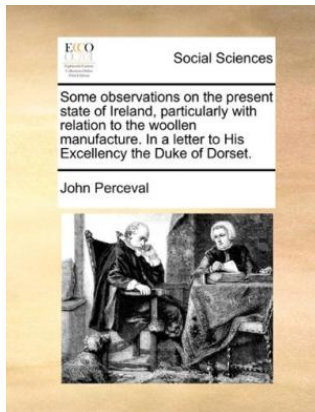 ECCO
Social Sciences
Some observations on the present
state of Ireland, particularly with
relation to the woollen
manufacture. In a letter to His
Excellency the Duke of Dorset.
John Perceval